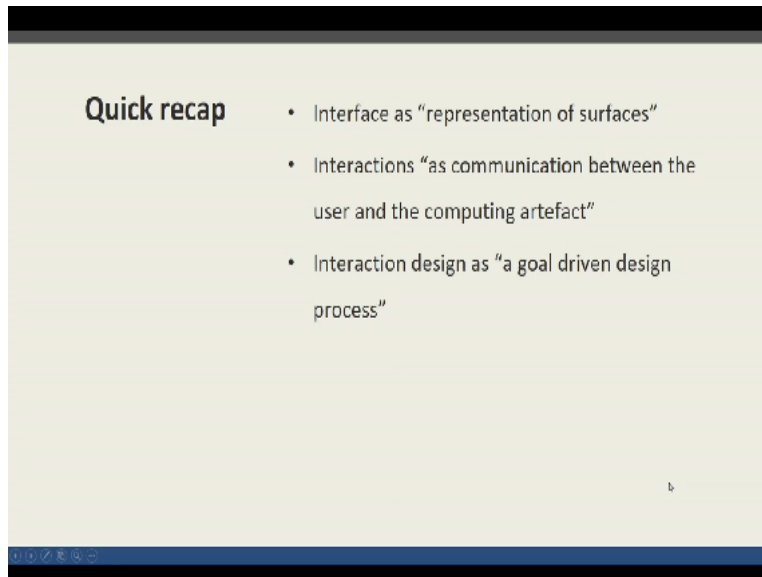 Quick recap
• Interface as “representation of surfaces”
• Interactions “as communication between the
user and the computing artefact”
• Interaction design as “a goal driven design
process”